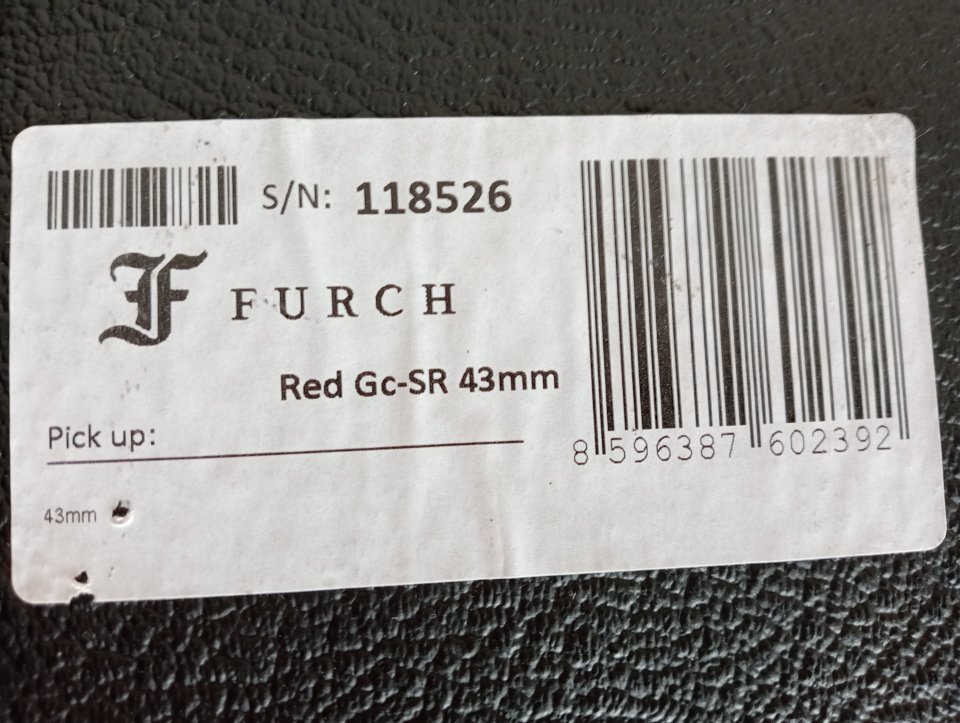 S/N: 118526
F FURCH
Red Gc-SR 43mm
Pick up:
43mm
8 596387 602392